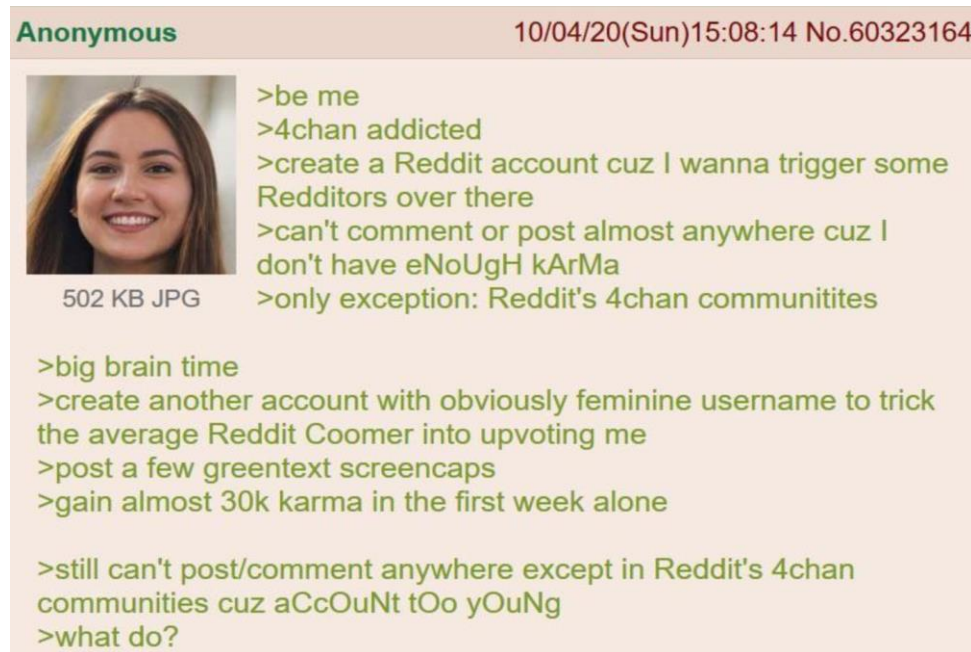 Anonymous 10/04/20(Sun)15:08:14 No.60323164
>be me
>4chan addicted
>create a Reddit account cuz I wanna trigger some
Redditors over there
>can't comment or post almost anywhere cuz I
don't have eNoUgH kArMa
>only exception: Reddit's 4chan communitites
502 KB JPG
>big brain time
>create another account with obviously feminine username to trick
the average Reddit Coomer into upvoting me
>post a few greentext screencaps
>gain almost 30k karma in the first week alone
>still can't post/comment anywhere except in Reddit's 4chan
communities cuz aCcOuNt tOo yOuNg
>what do?